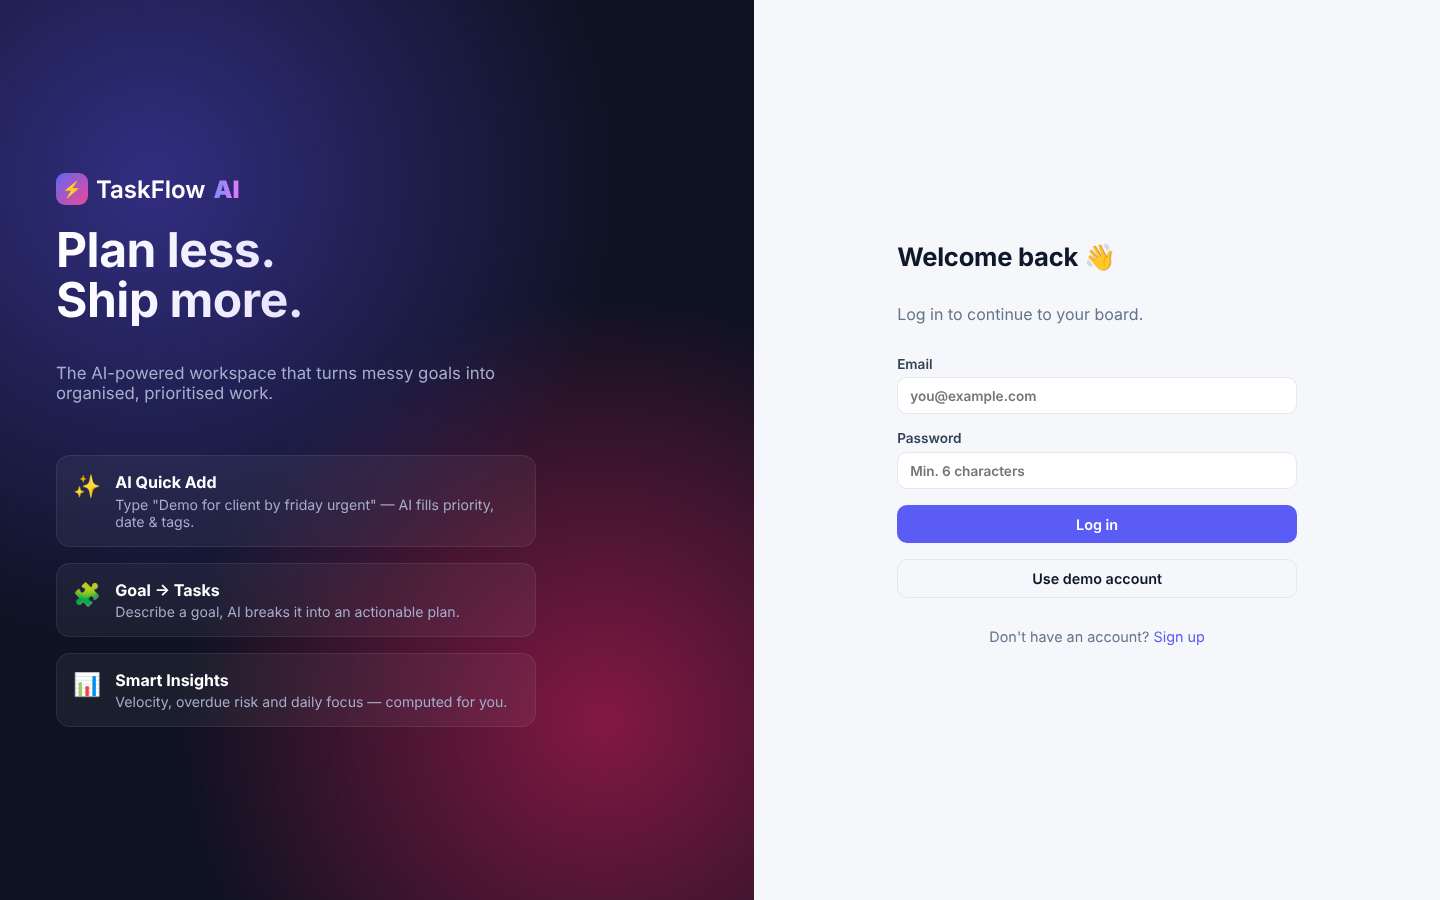 TaskFlow AI
Plan less.
Ship more.
The AI-powered workspace that turns messy goals into
organised, prioritised work.
AI Quick Add
Type "Demo for client by friday urgent" — AI fills priority,
date & tags.
Goal → Tasks
Describe a goal, AI breaks it into an actionable plan.
Smart Insights
Velocity, overdue risk and daily focus — computed for you.
Welcome back 👋
Log in to continue to your board.
Email
you@example.com
Password
Min. 6 characters
Log in
Use demo account
Don't have an account? Sign up